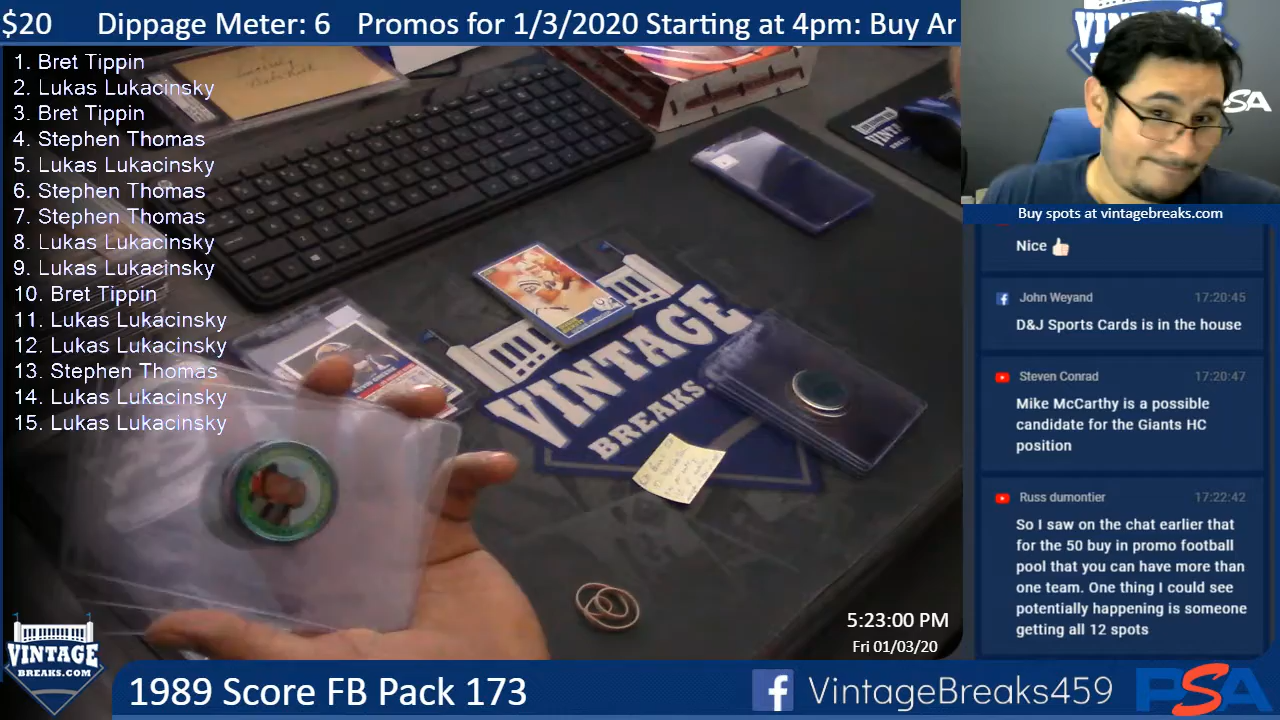 $20 Dippage Meter: 6 Promos for 1/3/2020 Starting at 4pm: Buy Ar
1. Bret Tippin
2. Lukas Lukacinsky
3. Bret Tippin
4. Stephen Thomas
5. Lukas Lukacinsky
6. Stephen Thomas
7. Stephen Thomas
8. Lukas Lukacinsky
9. Lukas Lukacinsky
10. Bret Tippin
11. Lukas Lukacinsky
12. Lukas Lukacinsky
13. Stephen Thomas
14. Lukas Lukacinsky
15. Lukas Lukacinsky
VINTAGE
BREAKS
VINTAGE
VINTAGE
SA
Buy spots at vintagebreaks.com
Nice 👍🏻
John Weyand 17:20:45
D&J Sports Cards is in the house
Steven Conrad 17:20:47
Mike McCarthy is a possible
candidate for the Giants HC
position
Russ dumontier 17:22:42
So I saw on the chat earlier that
for the 50 buy in promo football
pool that you can have more than
one team. One thing I could see
potentially happening is someone
getting all 12 spots
5:23:00 PM
Fri 01/03/20
VINTAGE
BREAKS.COM
1989 Score FB Pack 173
VintageBreaks459
PSA